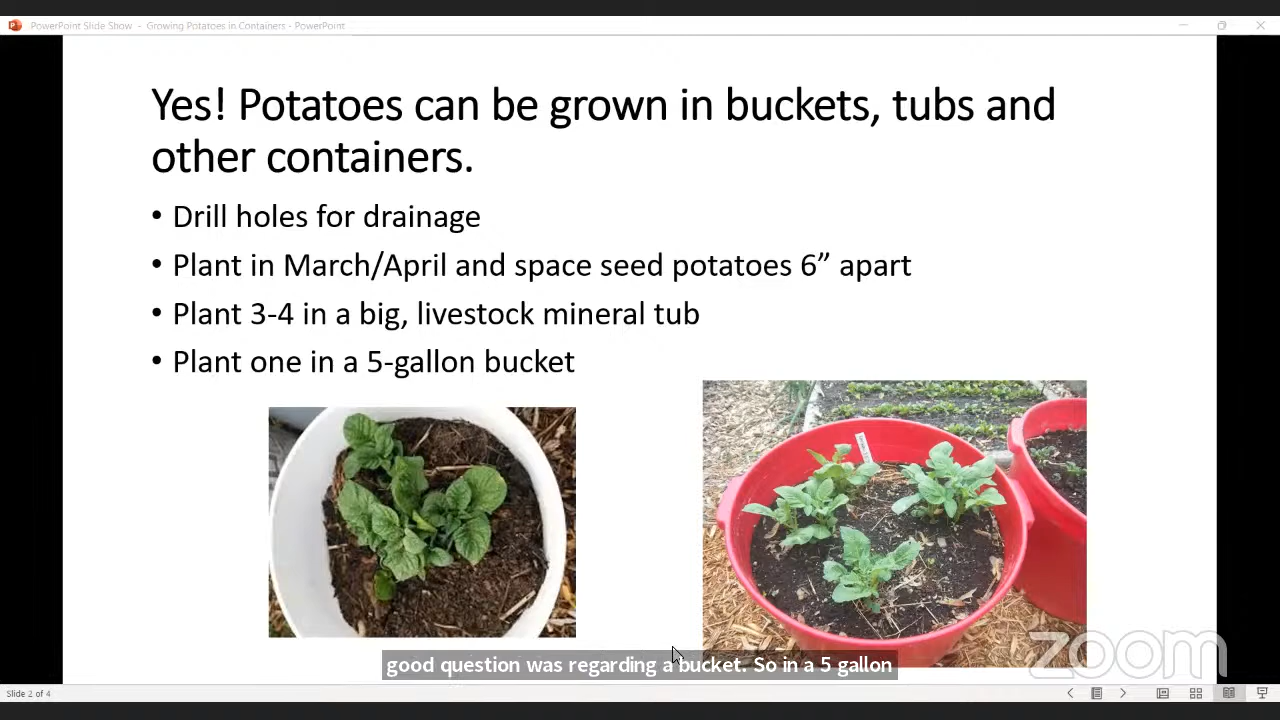 PowerPoint Slide Show - Growing Potatoes in Containers - PowerPoint
Yes! Potatoes can be grown in buckets, tubs and
other containers.
• Drill holes for drainage
• Plant in March/April and space seed potatoes 6” apart
• Plant 3-4 in a big, livestock mineral tub
• Plant one in a 5-gallon bucket
good question was regarding a bucket. So in a 5 gallon
zoom
Slide 2 of 4